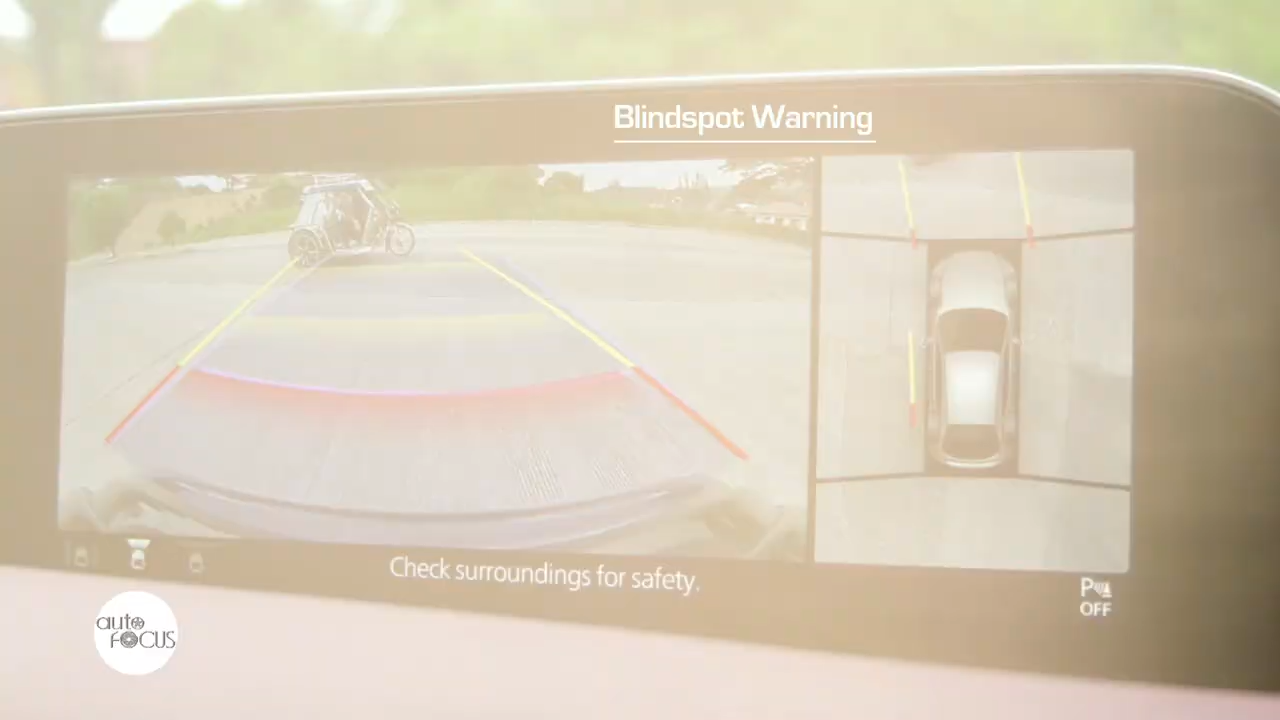 Blindspot Warning
Check surroundings for safety.
P
OFF
auto
FOCUS